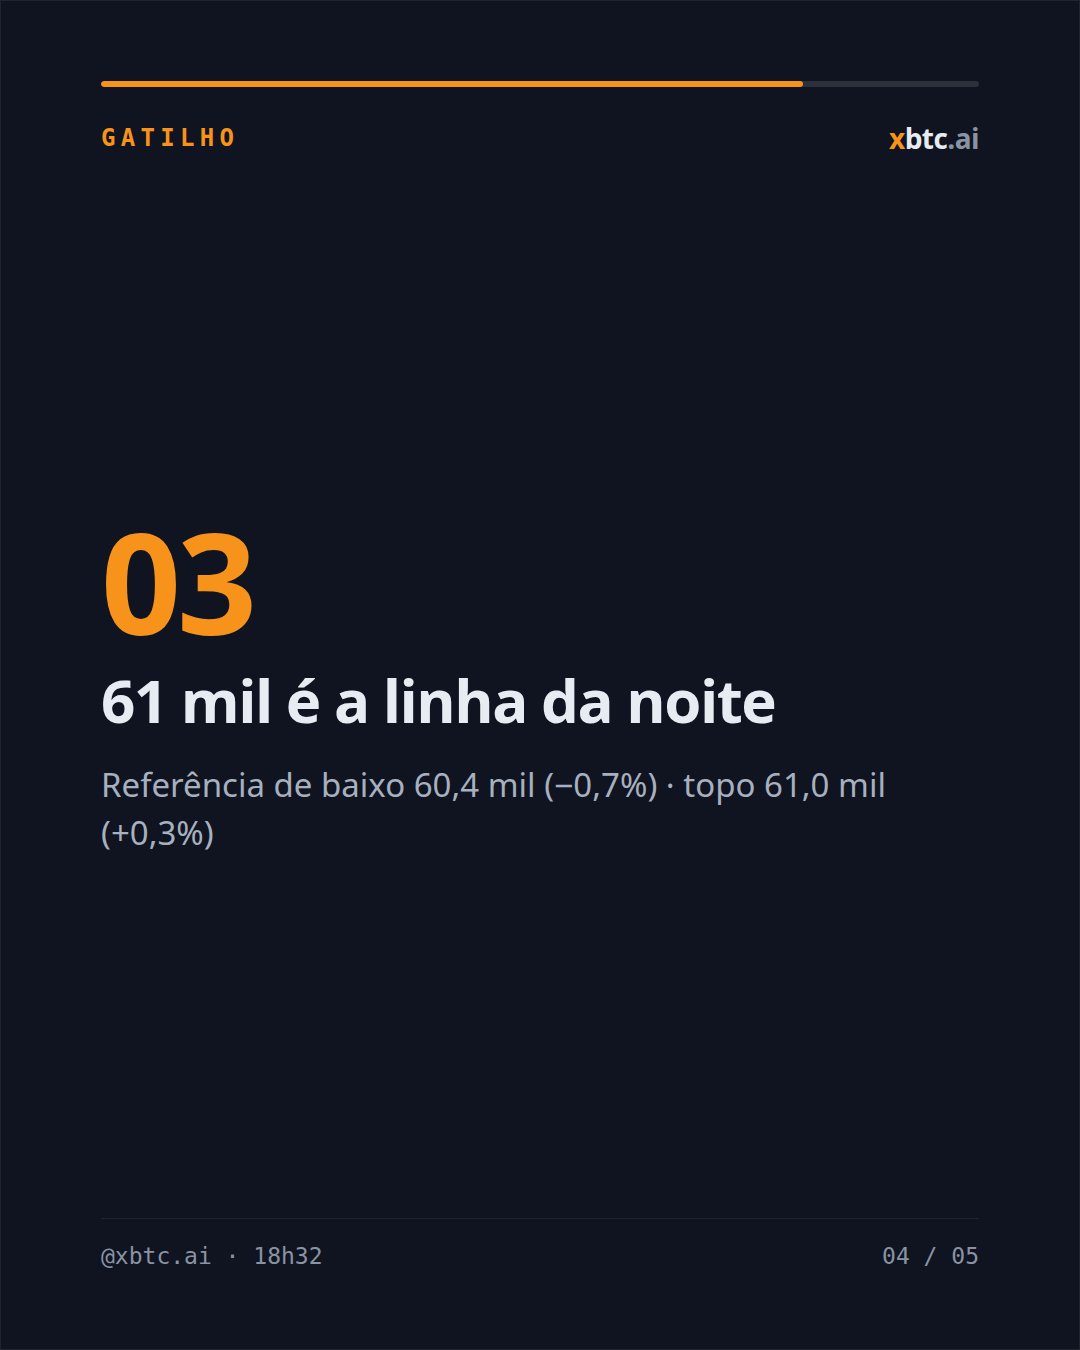 GATILHO
xbtc.ai
03
61 mil é a linha da noite
Referência de baixo 60,4 mil (−0,7%) · topo 61,0 mil
(+0,3%)
@xbtc.ai · 18h32
04 / 05